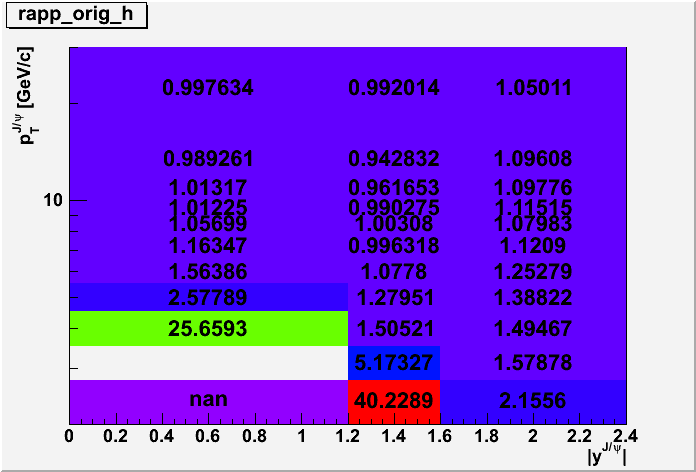 rapp_orig_h
p_T^{J/ψ} [GeV/c]
0.997634 0.992014 1.05011
0.989261 0.942832 1.09608
1.01317 0.961653 1.09776
10
1.01225 0.990275 1.11515
1.05699 1.00308 1.07983
1.16347 0.996318 1.1209
1.56386 1.0778 1.25279
2.57789 1.27951 1.38822
25.6593 1.50521 1.49467
5.17327 1.57878
nan 40.2289 2.1556
0 0.2 0.4 0.6 0.8 1 1.2 1.4 1.6 1.8 2 2.2 2.4
|y^{J/ψ}|